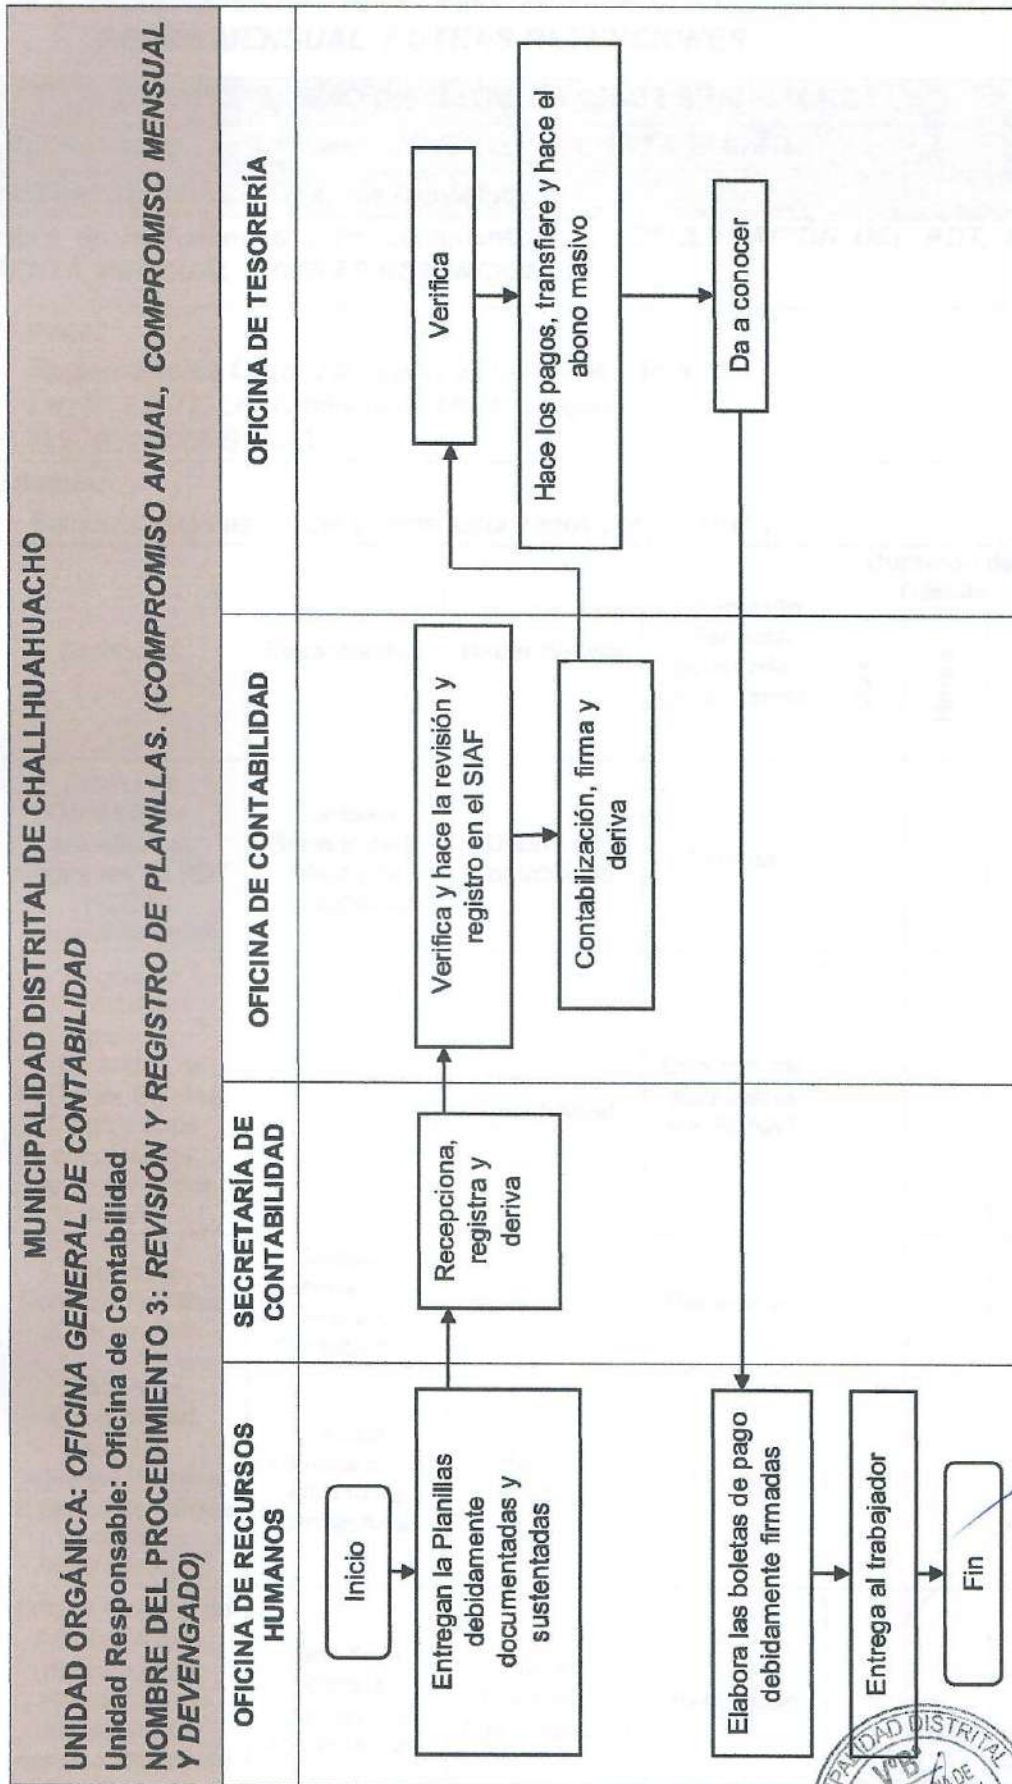 MUNICIPALIDAD DISTRITAL DE CHALLHUAHUACHO
UNIDAD ORGÁNICA: OFICINA GENERAL DE CONTABILIDAD
Unidad Responsable: Oficina de Contabilidad
NOMBRE DEL PROCEDIMIENTO 3: REVISIÓN Y REGISTRO DE PLANILLAS. (COMPROMISO ANUAL, COMPROMISO MENSUAL
Y DEVENGADO)
OFICINA DE RECURSOS
HUMANOS
SECRETARÍA DE
CONTABILIDAD
OFICINA DE CONTABILIDAD
OFICINA DE TESORERÍA
Inicio
Entregan la Planillas
debidamente
documentadas y
sustentadas
Recepciona,
registra y
deriva
Verifica y hace la revisión y
registro en el SIAF
Contabilización, firma y
deriva
Verifica
Hace los pagos, transfiere y hace el
abono masivo
Da a conocer
Elabora las boletas de pago
debidamente firmadas
Entrega al trabajador
Fin
DISTRITAL
VºBº
DE